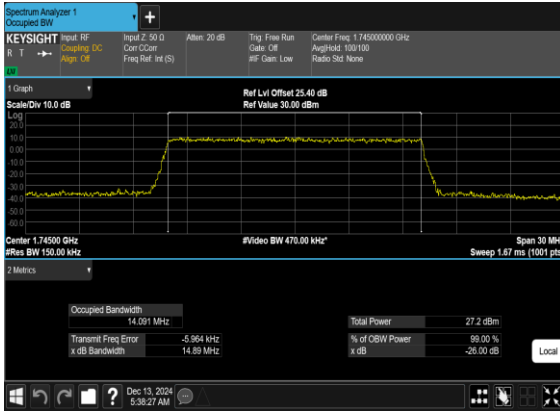 Spectrum Analyzer 1
Occupied BW
+
KEYSIGHT Input: RF Input Z: 50 Ω Atten: 20 dB Trig: Free Run Center Freq: 1.745000000 GHz
R T Coupling: DC Corr CCorr Gate: Off Avg|Hold: 100/100
Align: Off Freq Ref: Int (S) #IF Gain: Low Radio Std: None
1 Graph
Ref Lvl Offset 25.40 dB
Scale/Div 10.0 dB Ref Value 30.00 dBm
Log
20.0
10.0
0.00
-10.0
-20.0
-30.0
-40.0
-50.0
-60.0
Center 1.74500 GHz #Video BW 470.00 kHz* Span 30 MH
#Res BW 150.00 kHz Sweep 1.67 ms (1001 pts
2 Metrics
Occupied Bandwidth
14.091 MHz Total Power 27.2 dBm
Transmit Freq Error -5.964 kHz % of OBW Power 99.00 %
x dB Bandwidth 14.89 MHz x dB -26.00 dB
Local
? Dec 13, 2024
5:38:27 AM